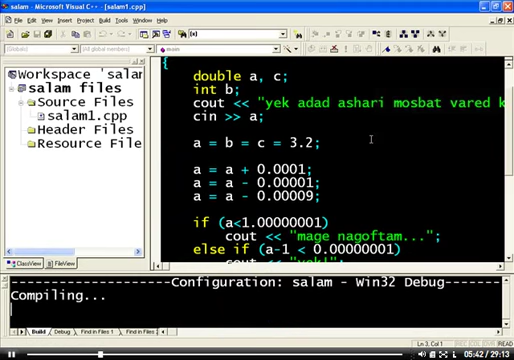 salam - Microsoft Visual C++ - [salam1.cpp]
File Edit View Insert Project Build Tools Window Help
(Globals) (All global members) main
Workspace 'salam
salam files
Source Files
salam1.cpp
Header Files
Resource File
ClassView FileView
{
double a, c;
int b;
cout << "yek adad ashari mosbat vared k
cin >> a;
a = b = c = 3.2;
a = a + 0.0001;
a = a - 0.00001;
a = a - 0.00009;
if (a<1.00000001)
cout << "mage nagoftam...";
else if (a-1 < 0.00000001)
cout << "yek!"
--------------------Configuration: salam - Win32 Debug
Compiling...
Build Debug Find in Files 1 Find in Files 2
Ln 3, Col 1 REC COL OVR READ
05:42 / 29:13